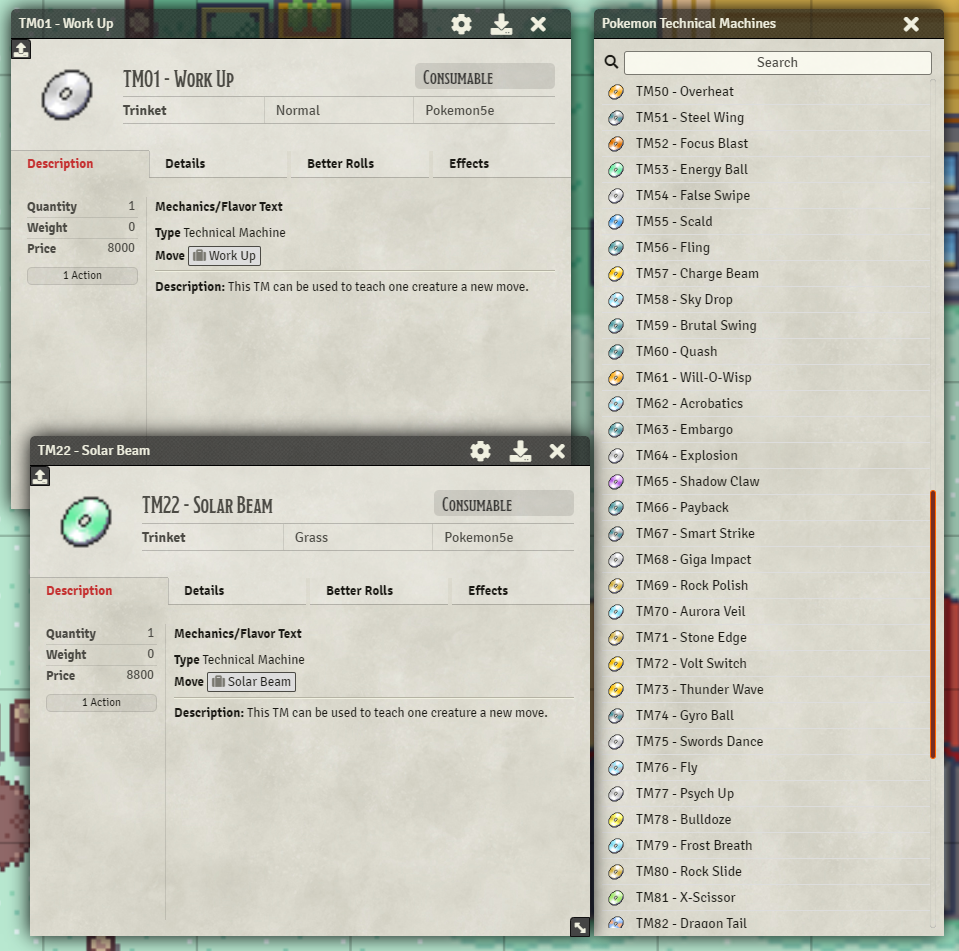 TM01 - Work Up
TM01 - Work Up
Consumable
Trinket
Normal
Pokemon5e
Description
Details
Better Rolls
Effects
Quantity 1
Weight 0
Price 8000
1 Action
Mechanics/Flavor Text
Type Technical Machine
Move Work Up
Description: This TM can be used to teach one creature a new move.
TM22 - Solar Beam
TM22 - Solar Beam
Consumable
Trinket
Grass
Pokemon5e
Description
Details
Better Rolls
Effects
Quantity 1
Weight 0
Price 8800
1 Action
Mechanics/Flavor Text
Type Technical Machine
Move Solar Beam
Description: This TM can be used to teach one creature a new move.
Pokemon Technical Machines
Search
TM50 - Overheat
TM51 - Steel Wing
TM52 - Focus Blast
TM53 - Energy Ball
TM54 - False Swipe
TM55 - Scald
TM56 - Fling
TM57 - Charge Beam
TM58 - Sky Drop
TM59 - Brutal Swing
TM60 - Quash
TM61 - Will-O-Wisp
TM62 - Acrobatics
TM63 - Embargo
TM64 - Explosion
TM65 - Shadow Claw
TM66 - Payback
TM67 - Smart Strike
TM68 - Giga Impact
TM69 - Rock Polish
TM70 - Aurora Veil
TM71 - Stone Edge
TM72 - Volt Switch
TM73 - Thunder Wave
TM74 - Gyro Ball
TM75 - Swords Dance
TM76 - Fly
TM77 - Psych Up
TM78 - Bulldoze
TM79 - Frost Breath
TM80 - Rock Slide
TM81 - X-Scissor
TM82 - Dragon Tail